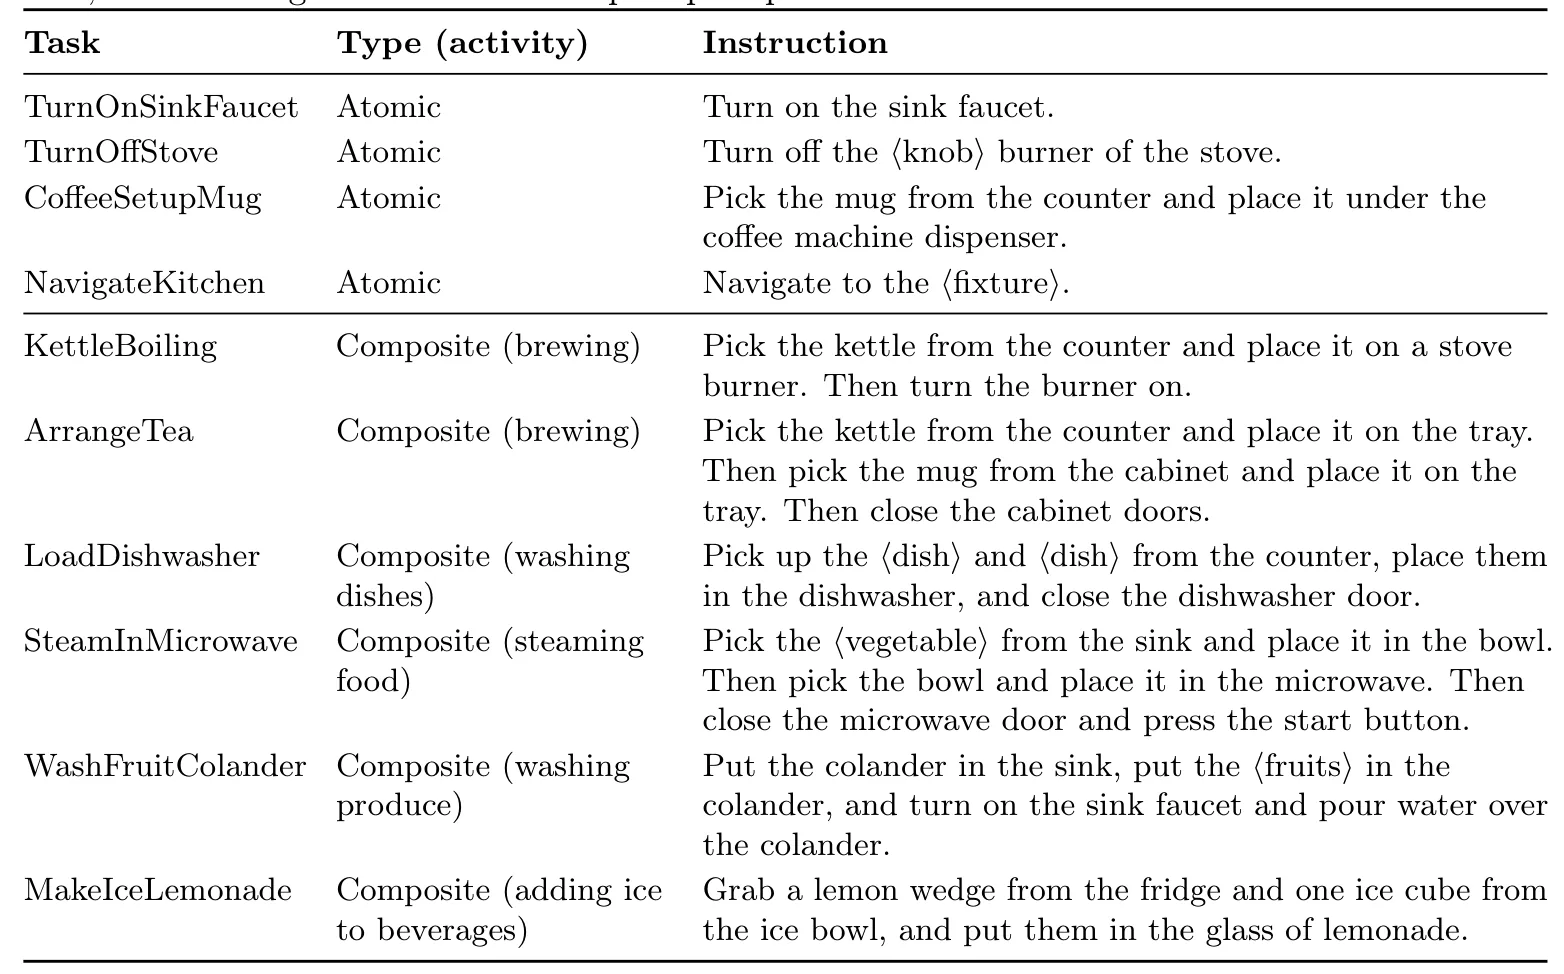 Task Type (activity) Instruction
TurnOnSinkFaucet Atomic Turn on the sink faucet.
TurnOffStove Atomic Turn off the ⟨knob⟩ burner of the stove.
CoffeeSetupMug Atomic Pick the mug from the counter and place it under the
coffee machine dispenser.
NavigateKitchen Atomic Navigate to the ⟨fixture⟩.
KettleBoiling Composite (brewing) Pick the kettle from the counter and place it on a stove
burner. Then turn the burner on.
ArrangeTea Composite (brewing) Pick the kettle from the counter and place it on the tray.
Then pick the mug from the cabinet and place it on the
tray. Then close the cabinet doors.
LoadDishwasher Composite (washing Pick up the ⟨dish⟩ and ⟨dish⟩ from the counter, place them
dishes) in the dishwasher, and close the dishwasher door.
SteamInMicrowave Composite (steaming Pick the ⟨vegetable⟩ from the sink and place it in the bowl.
food) Then pick the bowl and place it in the microwave. Then
close the microwave door and press the start button.
WashFruitColander Composite (washing Put the colander in the sink, put the ⟨fruits⟩ in the
produce) colander, and turn on the sink faucet and pour water over
the colander.
MakeIceLemonade Composite (adding ice Grab a lemon wedge from the fridge and one ice cube from
to beverages) the ice bowl, and put them in the glass of lemonade.